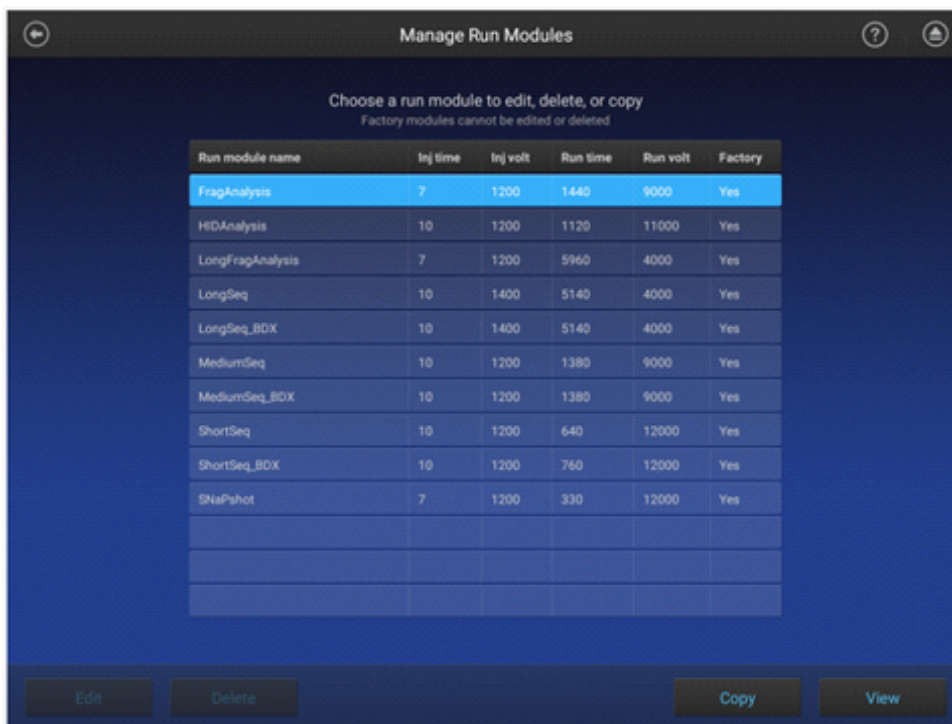 Manage Run Modules
?
Choose a run module to edit, delete, or copy
Factory modules cannot be edited or deleted
Run module name Inj time Inj volt Run time Run volt Factory
FragAnalysis 7 1200 1440 9000 Yes
HIDAnalysis 10 1200 1120 11000 Yes
LongFragAnalysis 7 1200 5960 4000 Yes
LongSeq 10 1400 5140 4000 Yes
LongSeq_BDX 10 1400 5140 4000 Yes
MediumSeq 10 1200 1380 9000 Yes
MediumSeq_BDX 10 1200 1380 9000 Yes
ShortSeq 10 1200 640 12000 Yes
ShortSeq_BDX 10 1200 760 12000 Yes
SNaPshot 7 1200 330 12000 Yes
Edit Delete Copy View